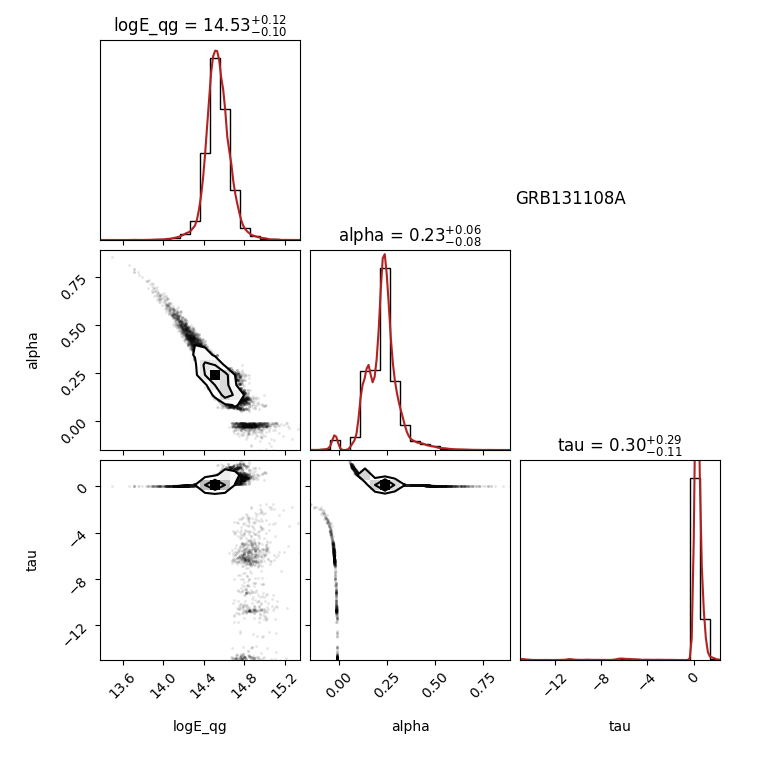 logE_qg = 14.53+0.12−0.10
GRB131108A
alpha = 0.23+0.06−0.08
0.75
0.50
0.25
0.00
alpha
tau = 0.30+0.29−0.11
0
−4
−8
−12
tau
13.6 14.0 14.4 14.8 15.2
0.00 0.25 0.50 0.75
−12 −8 −4 0
logE_qg alpha tau